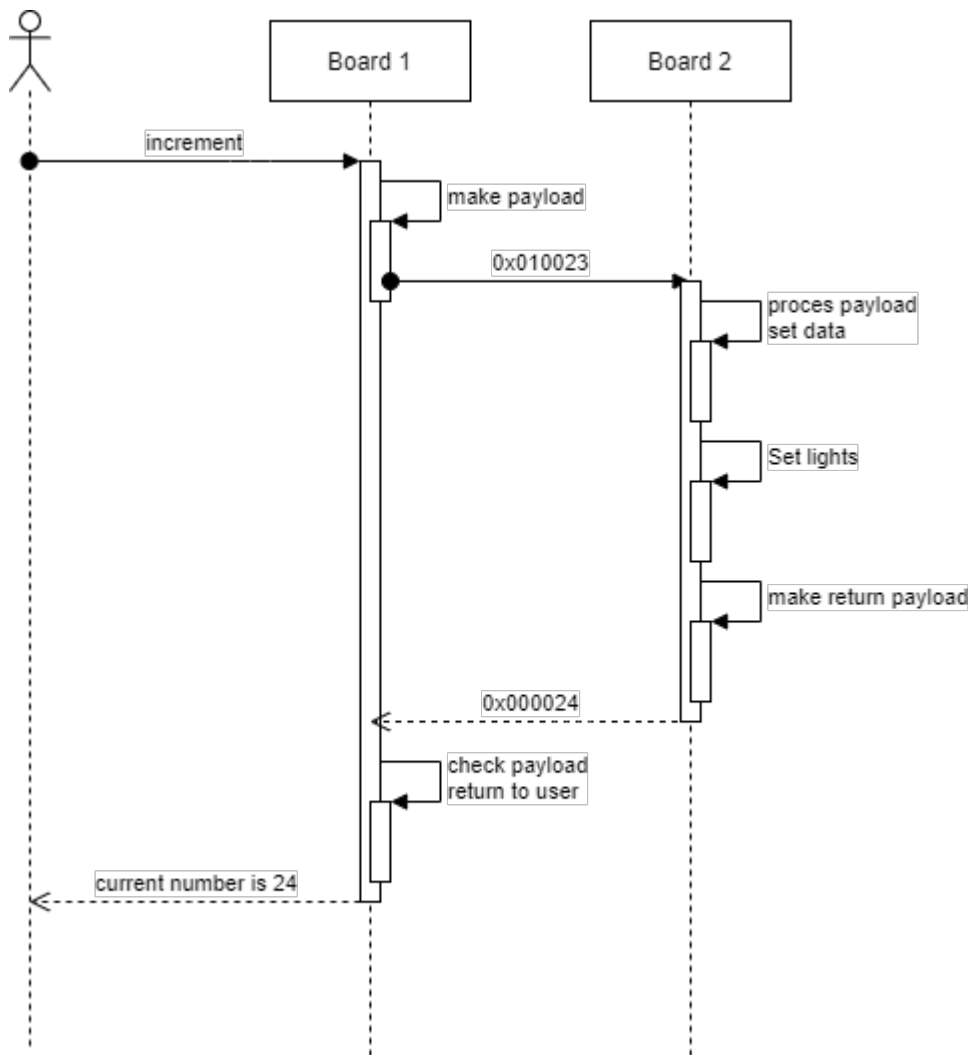 Board 1
Board 2
increment
make payload
0x010023
proces payload
set data
Set lights
make return payload
0x000024
check payload
return to user
current number is 24